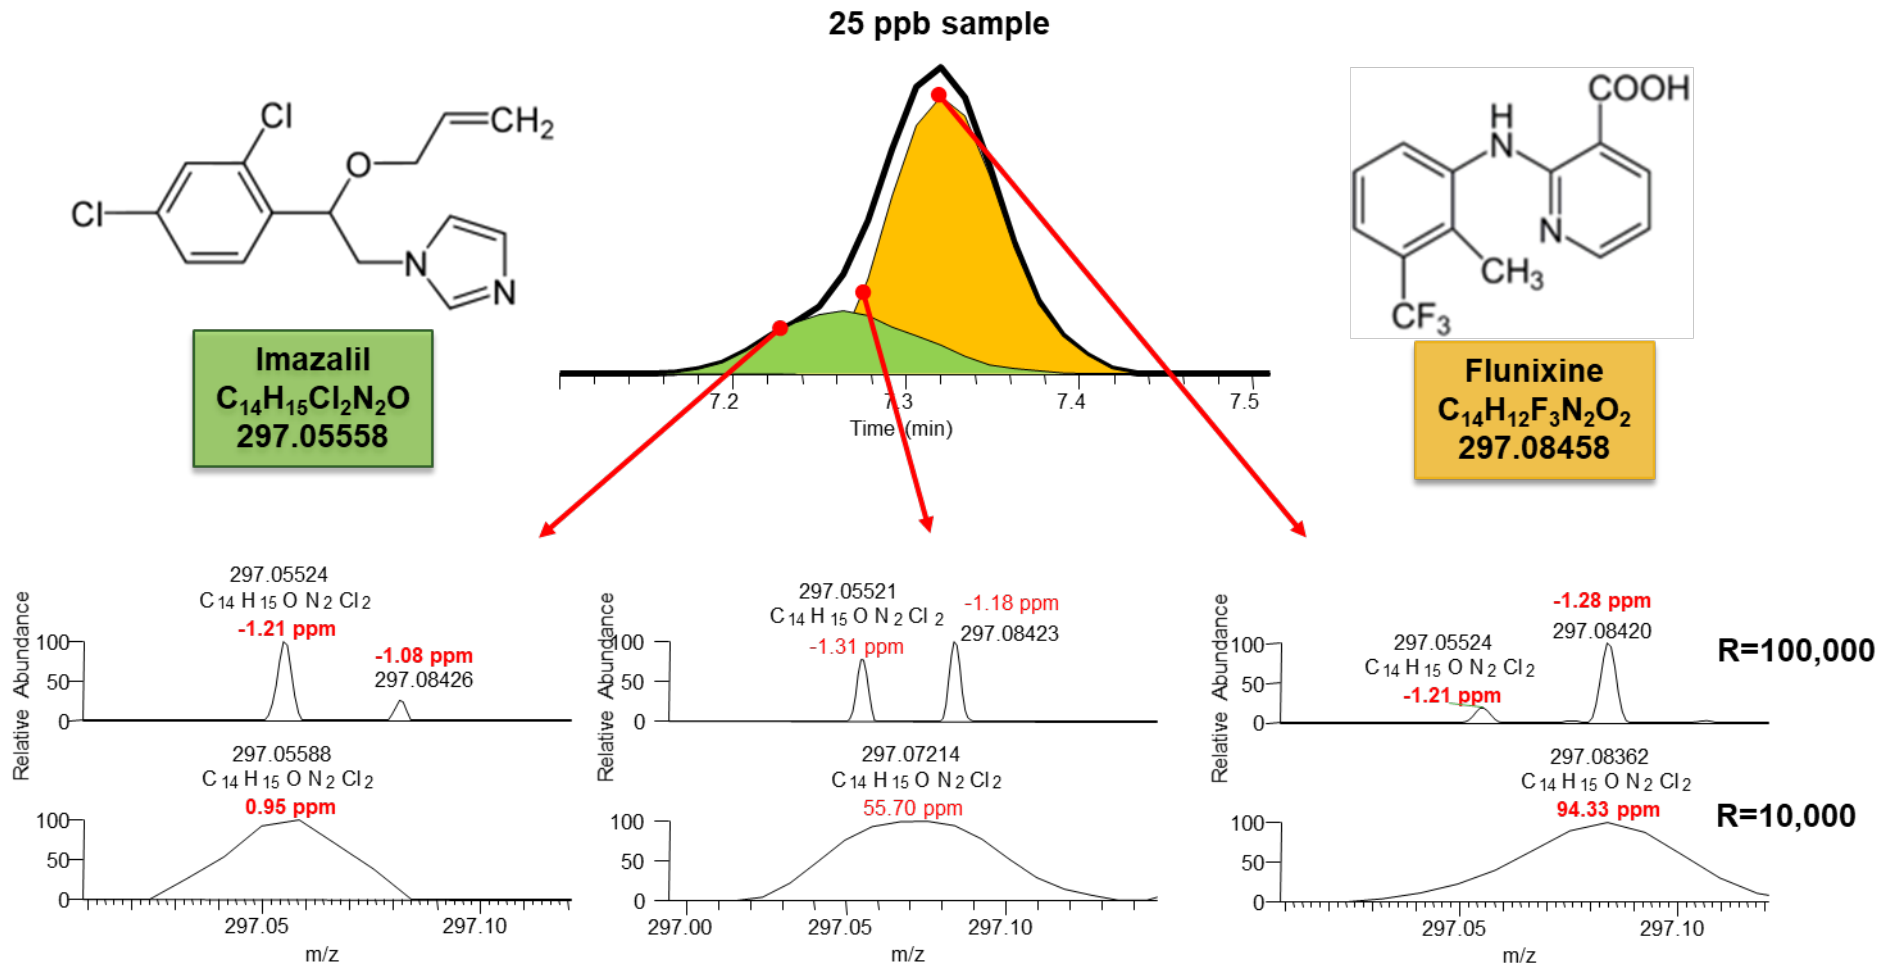 25 ppb sample
Cl
Cl
O
CH₂
N
N
Imazalil
C₁₄H₁₅Cl₂N₂O
297.05558
COOH
H
N
N
CH₃
CF₃
Flunixine
C₁₄H₁₂F₃N₂O₂
297.08458
7.2 7.3 7.4 7.5
Time (min)
297.05524
C 14 H 15 O N 2 Cl 2
-1.21 ppm
-1.08 ppm
297.08426
Relative Abundance
100
50
0
297.05588
C 14 H 15 O N 2 Cl 2
0.95 ppm
100
50
0
297.05 297.10
m/z
297.05521
C 14 H 15 O N 2 Cl 2
-1.31 ppm
-1.18 ppm
297.08423
Relative Abundance
100
50
0
297.07214
C 14 H 15 O N 2 Cl 2
55.70 ppm
100
50
0
297.00 297.05 297.10
m/z
-1.28 ppm
297.08420
297.05524
C 14 H 15 O N 2 Cl 2
-1.21 ppm
Relative Abundance
100
50
0
R=100,000
297.08362
C 14 H 15 O N 2 Cl 2
94.33 ppm
100
50
0
R=10,000
297.05 297.10
m/z